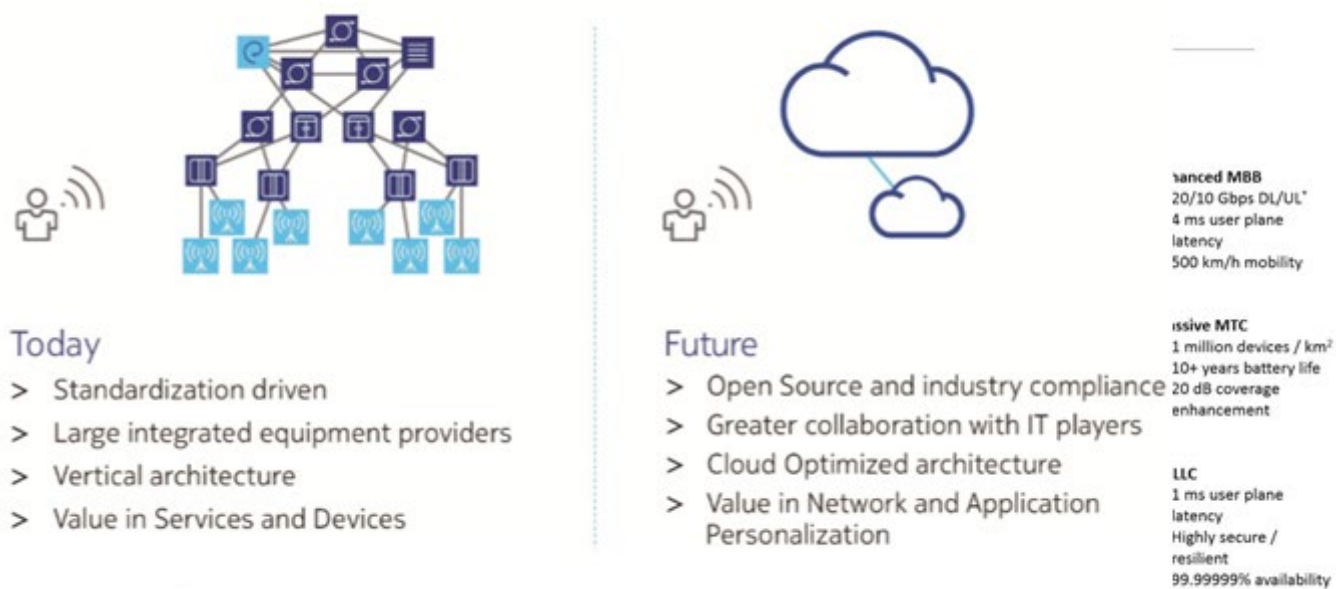 Today
> Standardization driven
> Large integrated equipment providers
> Vertical architecture
> Value in Services and Devices
Future
> Open Source and industry compliance
> Greater collaboration with IT players
> Cloud Optimized architecture
> Value in Network and Application
Personalization
MBB
20/10 Gbps DL/UL*
4 ms user plane
latency
500 km/h mobility
MTC
1 million devices / km²
10+ years battery life
20 dB coverage
enhancement
LLC
1 ms user plane
latency
Highly secure /
resilient
99.99999% availability